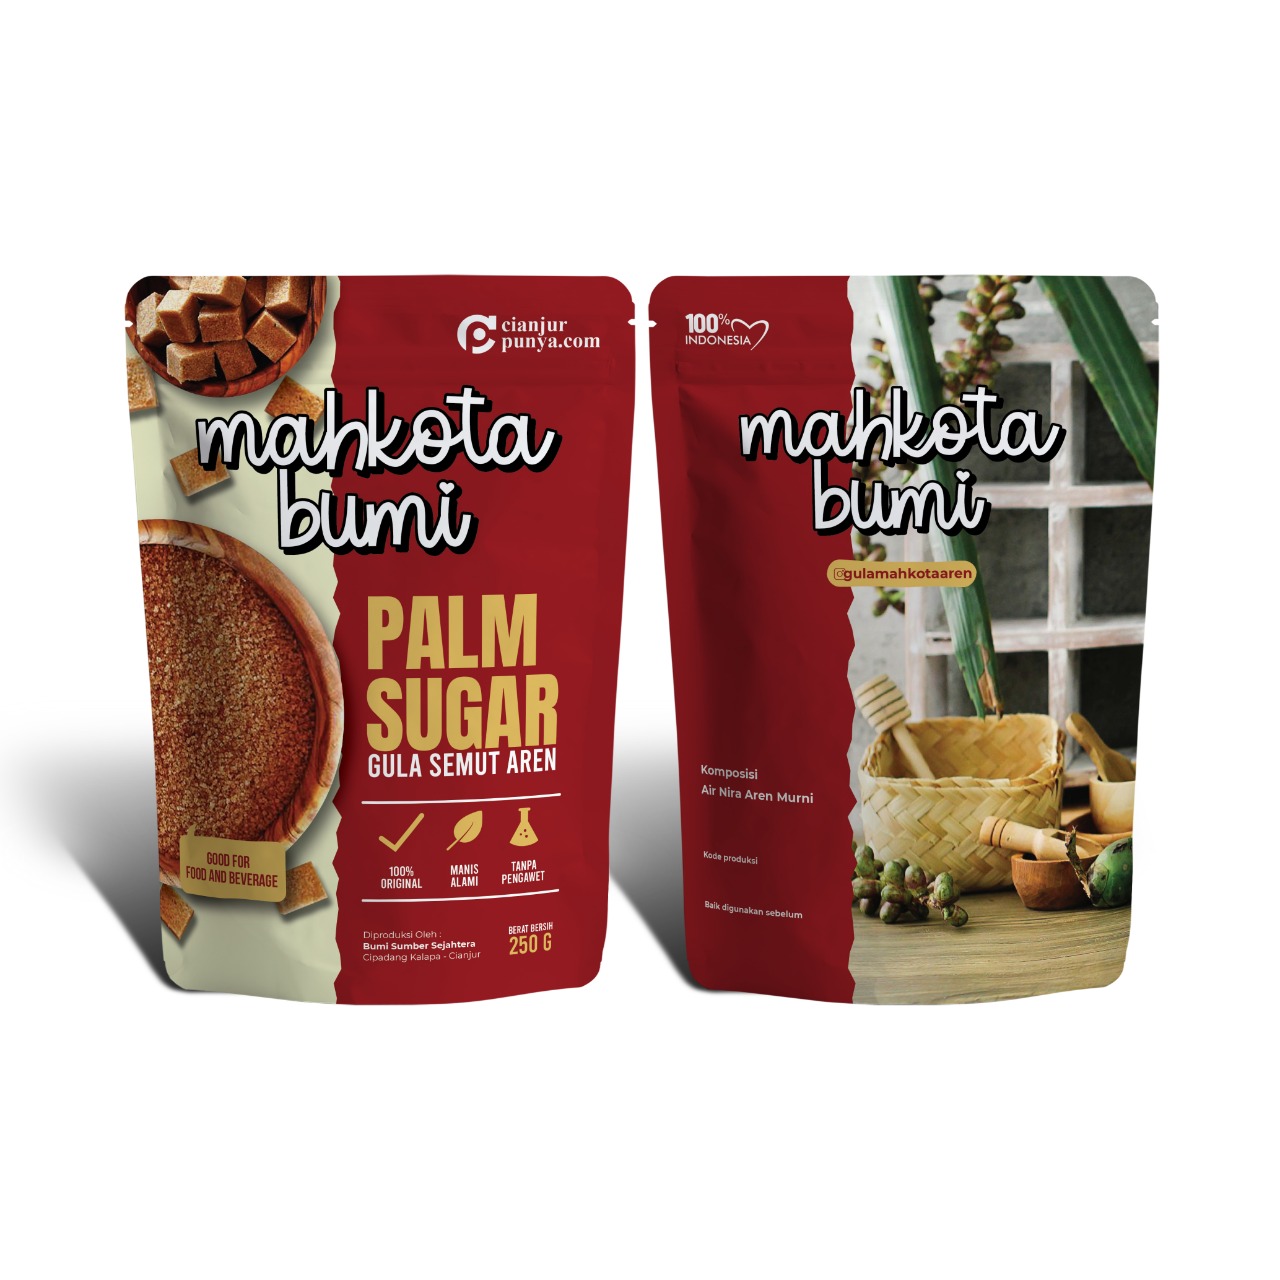 cianjur
punya.com
mahkota
bumi
PALM
SUGAR
GULA SEMUT AREN
100%
ORIGINAL
MANIS
ALAMI
TANPA
PENGAWET
GOOD FOR
FOOD AND BEVERAGE
Diproduksi Oleh :
Bumi Sumber Sejahtera
Cipadang Kalapa - Cianjur
BERAT BERSIH
250 G
100%
INDONESIA
mahkota
bumi
gulamahkotaaren
Komposisi
Air Nira Aren Murni
Kode produksi
Baik digunakan sebelum